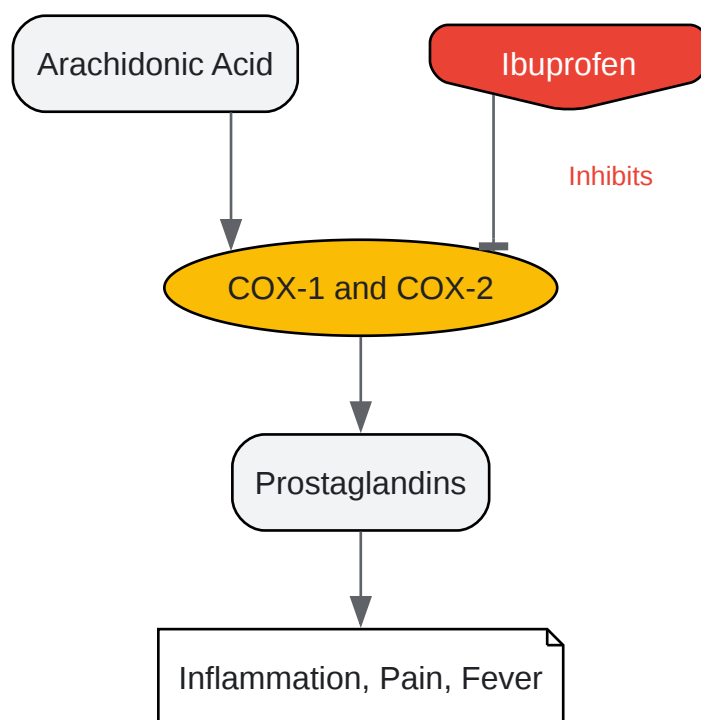 Arachidonic Acid
Ibuprofen
Inhibits
COX-1 and COX-2
Prostaglandins
Inflammation, Pain, Fever